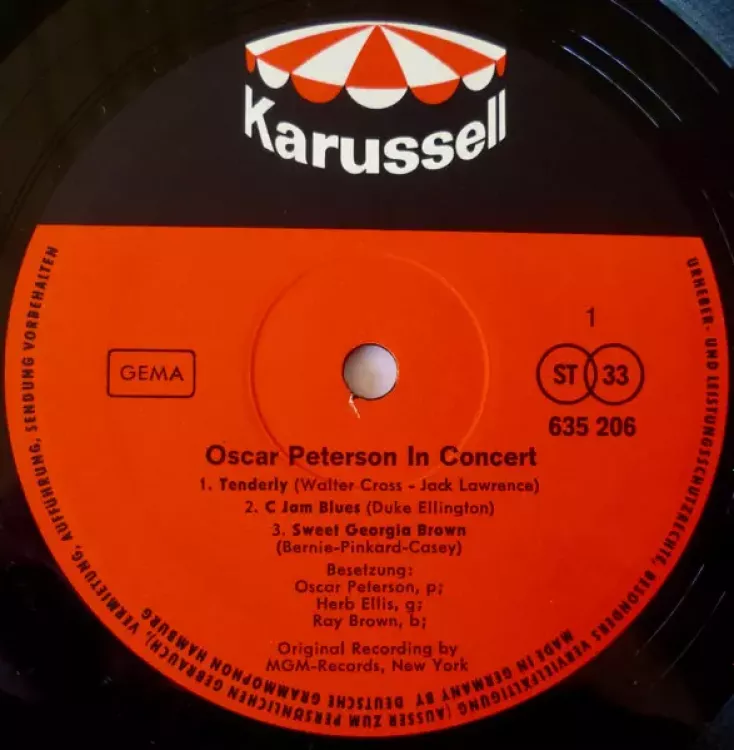 Karussell
GEMA
1
ST 33
635 206
Oscar Peterson In Concert
1. Tenderly (Walter Cross - Jack Lawrence)
2. C Jam Blues (Duke Ellington)
3. Sweet Georgia Brown
(Bernie-Pinkard-Casey)
Besetzung:
Oscar Peterson, p;
Herb Ellis, g;
Ray Brown, b;
Original Recording by
MGM-Records, New York
URHEBER- UND LEISTUNGSSCHUTZRECHTE, BESONDERS VERVIELFÄLTIGUNG (AUSSER ZUM PERSÖNLICHEN GEBRAUCH), VERMIETUNG, AUFFÜHRUNG, SENDUNG VORBEHALTEN
MADE IN GERMANY BY DEUTSCHE GRAMMOPHON HAMBURG